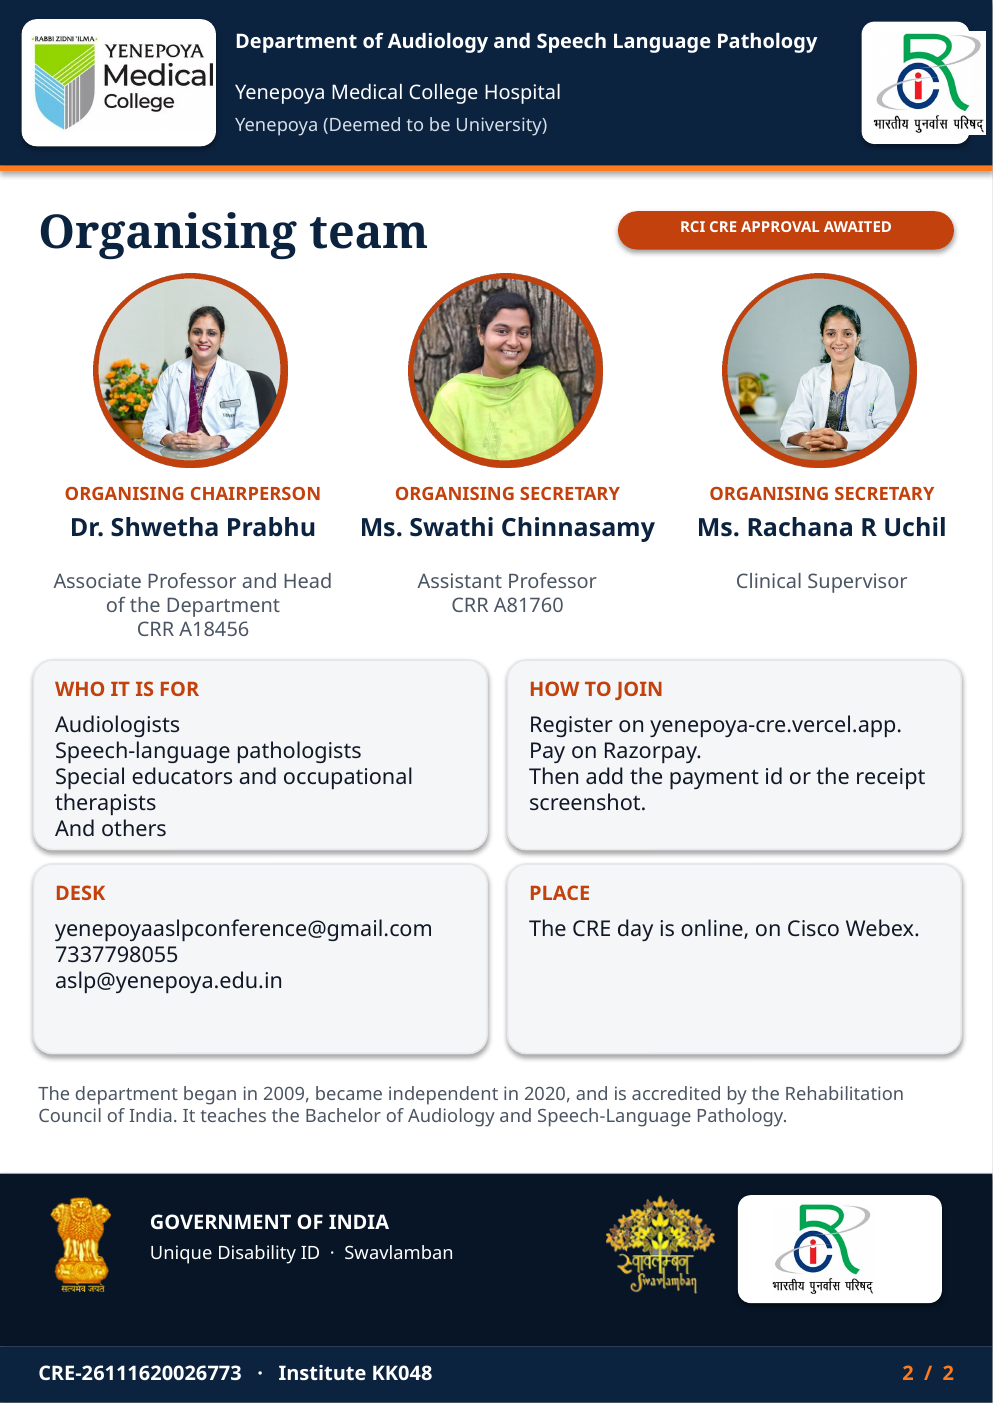 RABBI ZIDNI 'ILMA
YENEPOYA
Medical
College
Department of Audiology and Speech Language Pathology
Yenepoya Medical College Hospital
Yenepoya (Deemed to be University)
भारतीय पुनर्वास परिषद्
Organising team
RCI CRE APPROVAL AWAITED
ORGANISING CHAIRPERSON
Dr. Shwetha Prabhu
Associate Professor and Head
of the Department
CRR A18456
ORGANISING SECRETARY
Ms. Swathi Chinnasamy
Assistant Professor
CRR A81760
ORGANISING SECRETARY
Ms. Rachana R Uchil
Clinical Supervisor
WHO IT IS FOR
Audiologists
Speech-language pathologists
Special educators and occupational
therapists
And others
HOW TO JOIN
Register on yenepoya-cre.vercel.app.
Pay on Razorpay.
Then add the payment id or the receipt
screenshot.
DESK
yenepoyaaslpconference@gmail.com
7337798055
aslp@yenepoya.edu.in
PLACE
The CRE day is online, on Cisco Webex.
The department began in 2009, became independent in 2020, and is accredited by the Rehabilitation
Council of India. It teaches the Bachelor of Audiology and Speech-Language Pathology.
सत्यमेव जयते
GOVERNMENT OF INDIA
Unique Disability ID · Swavlamban
स्वावलम्बन
Swavlamban
भारतीय पुनर्वास परिषद्
CRE-26111620026773 · Institute KK048
2 / 2